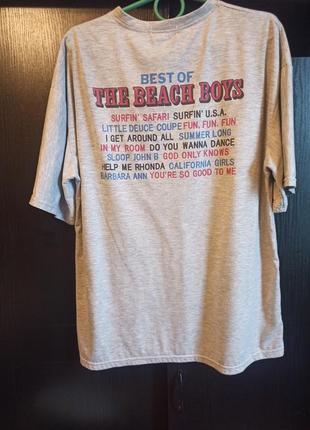 BEST OF
THE BEACH BOYS
SURFIN' SAFARI SURFIN' U.S.A.
LITTLE DEUCE COUPE FUN, FUN, FUN
I GET AROUND ALL SUMMER LONG
IN MY ROOM DO YOU WANNA DANCE
SLOOP JOHN B GOD ONLY KNOWS
HELP ME RHONDA CALIFORNIA GIRLS
BARBARA ANN YOU'RE SO GOOD TO ME